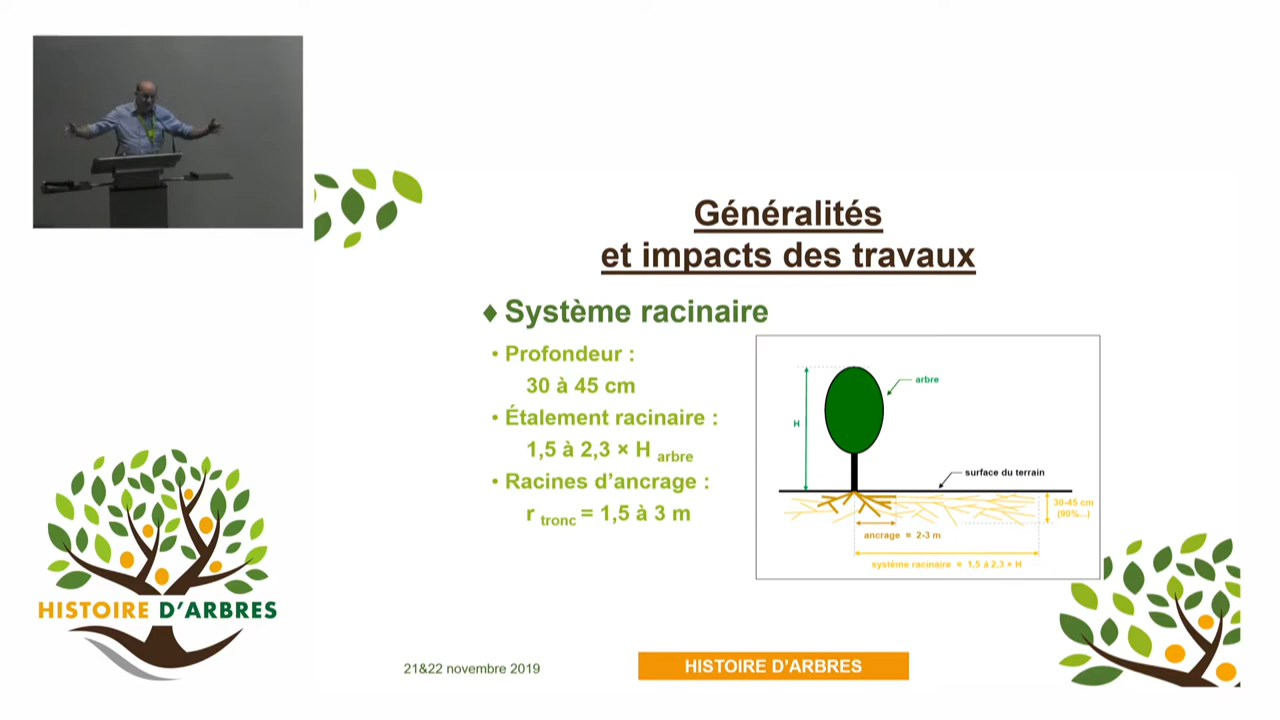 Généralités
et impacts des travaux
♦ Système racinaire
• Profondeur :
30 à 45 cm
• Étalement racinaire :
1,5 à 2,3 × H arbre
• Racines d'ancrage :
r tronc = 1,5 à 3 m
arbre
H
surface du terrain
30-45 cm
(90%...)
ancrage = 2-3 m
système racinaire = 1,5 à 2,3 × H
HISTOIRE D'ARBRES
21&22 novembre 2019
HISTOIRE D'ARBRES